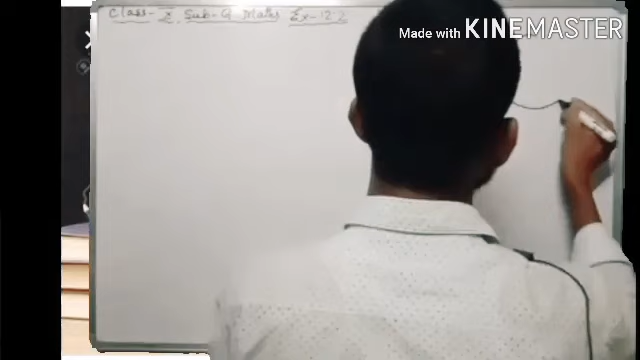 Class- X, Sub- G. Maths Ex-12.2
Made with KINEMASTER